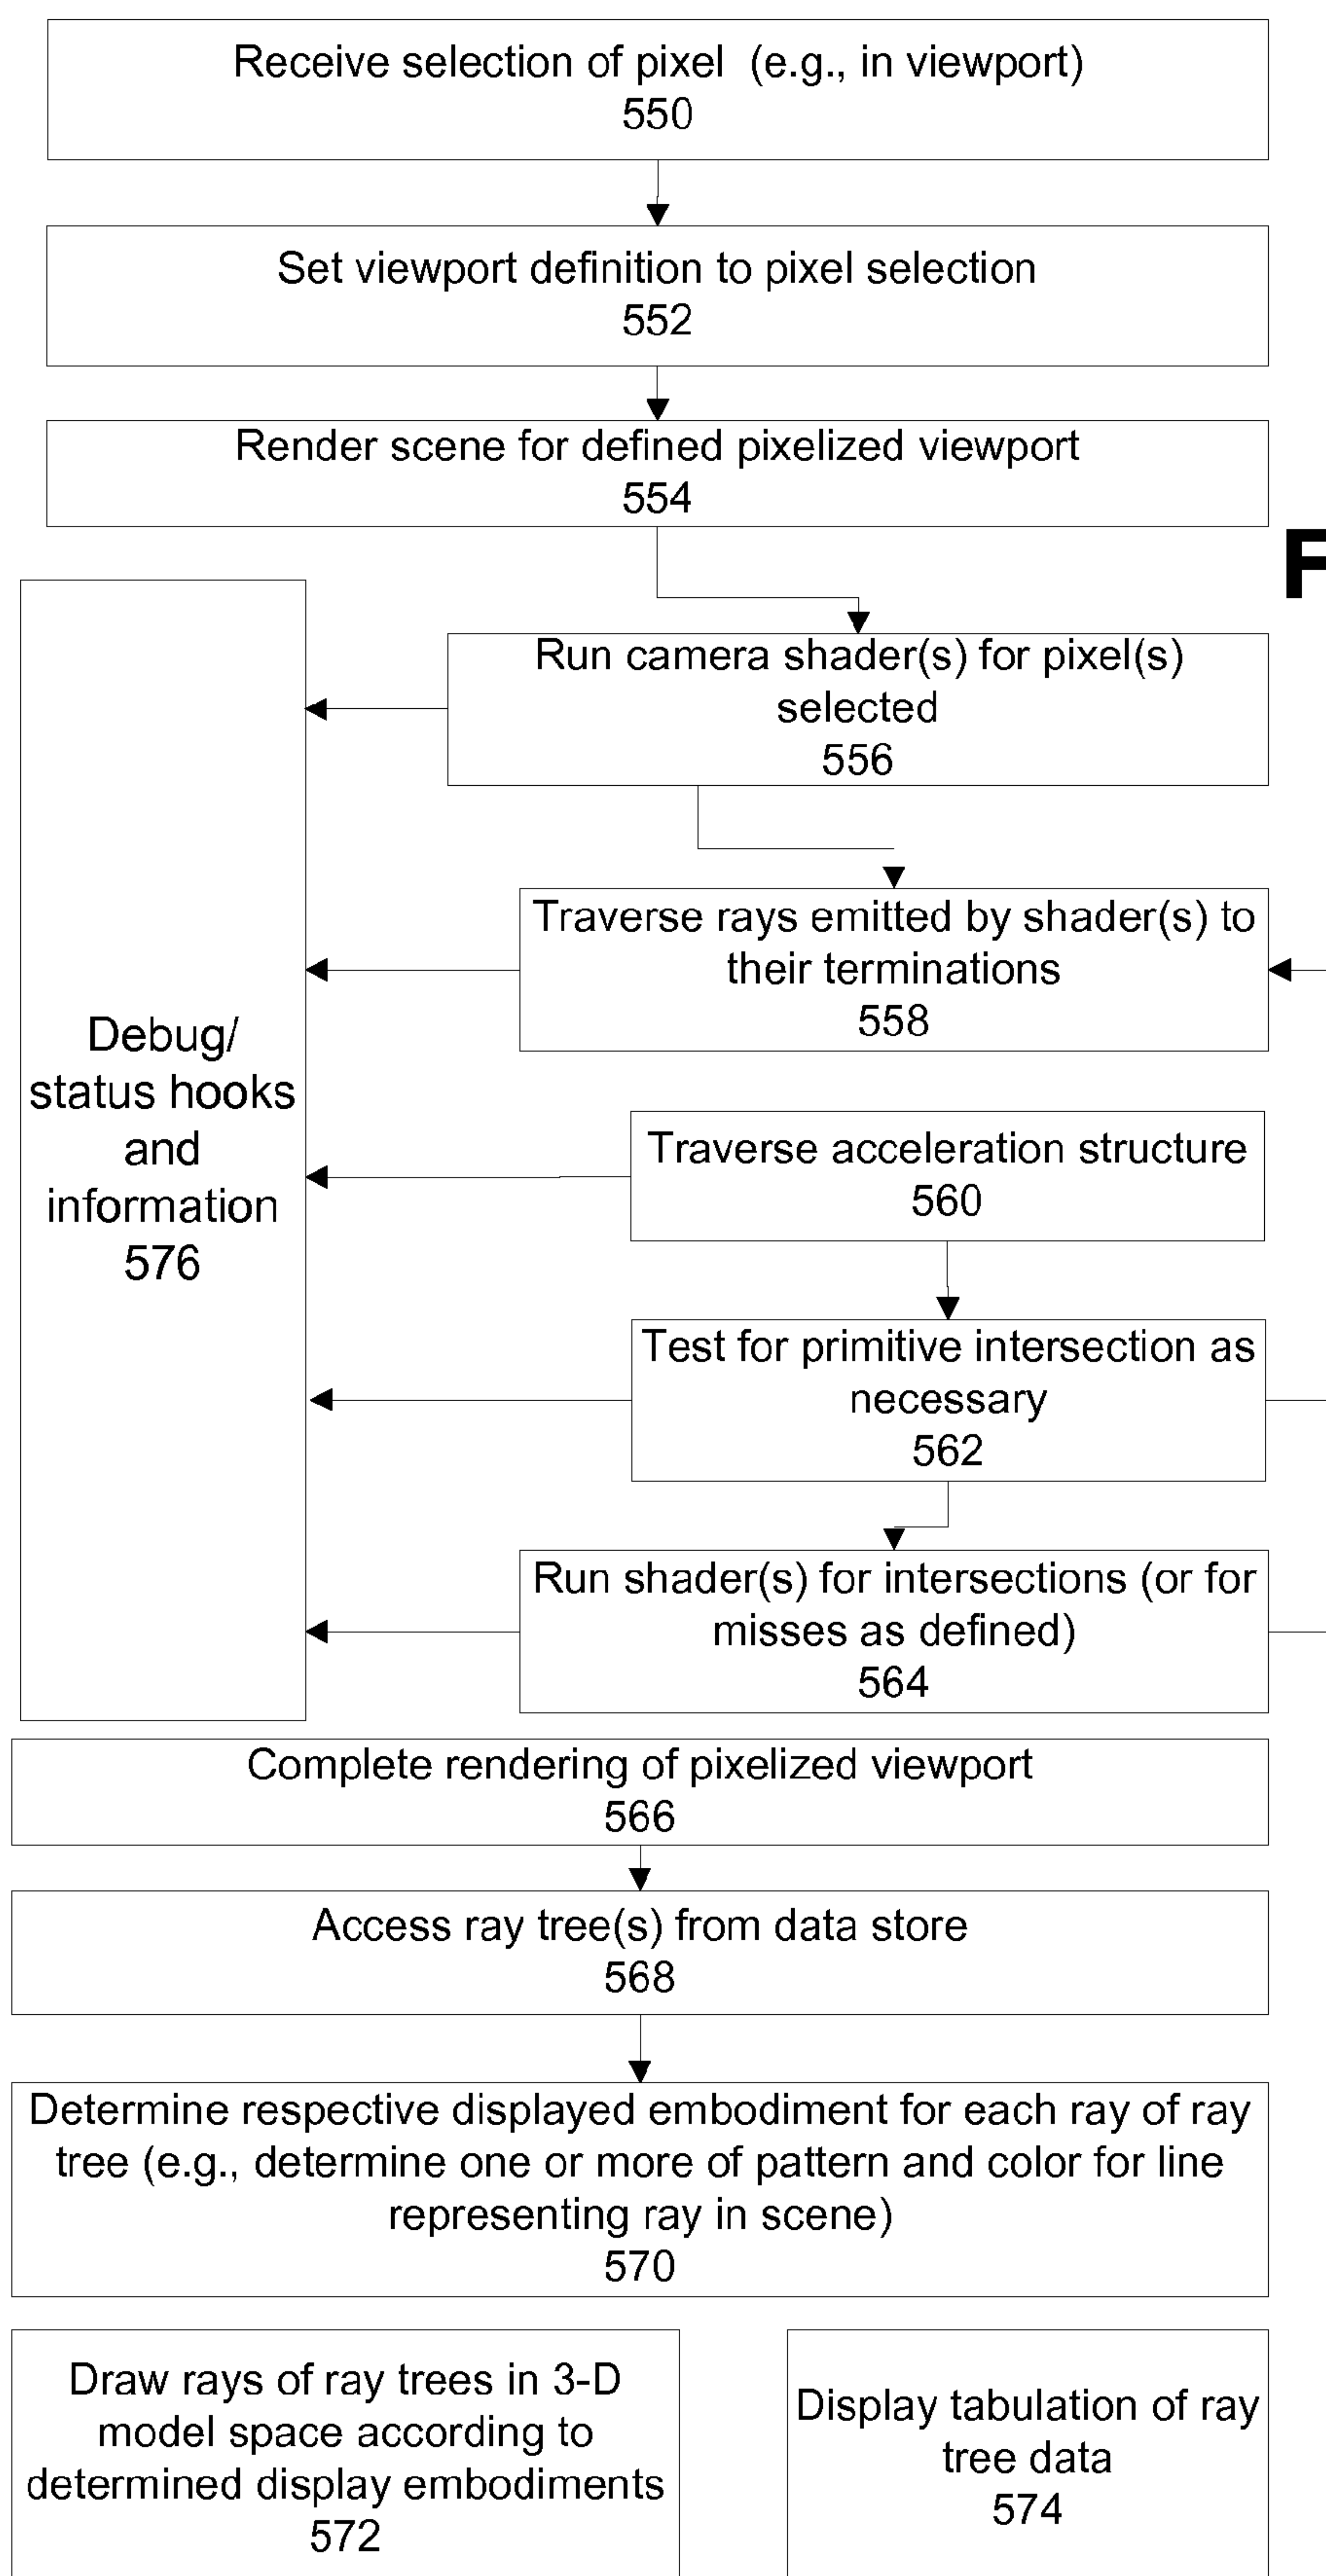 Receive selection of pixel (e.g., in viewport)
550
Set viewport definition to pixel selection
552
Render scene for defined pixelized viewport
554
F
Run camera shader(s) for pixel(s)
selected
556
Traverse rays emitted by shader(s) to
their terminations
558
Debug/
status hooks
and
information
576
Traverse acceleration structure
560
Test for primitive intersection as
necessary
562
Run shader(s) for intersections (or for
misses as defined)
564
Complete rendering of pixelized viewport
566
Access ray tree(s) from data store
568
Determine respective displayed embodiment for each ray of ray
tree (e.g., determine one or more of pattern and color for line
representing ray in scene)
570
Draw rays of ray trees in 3-D
model space according to
determined display embodiments
572
Display tabulation of ray
tree data
574